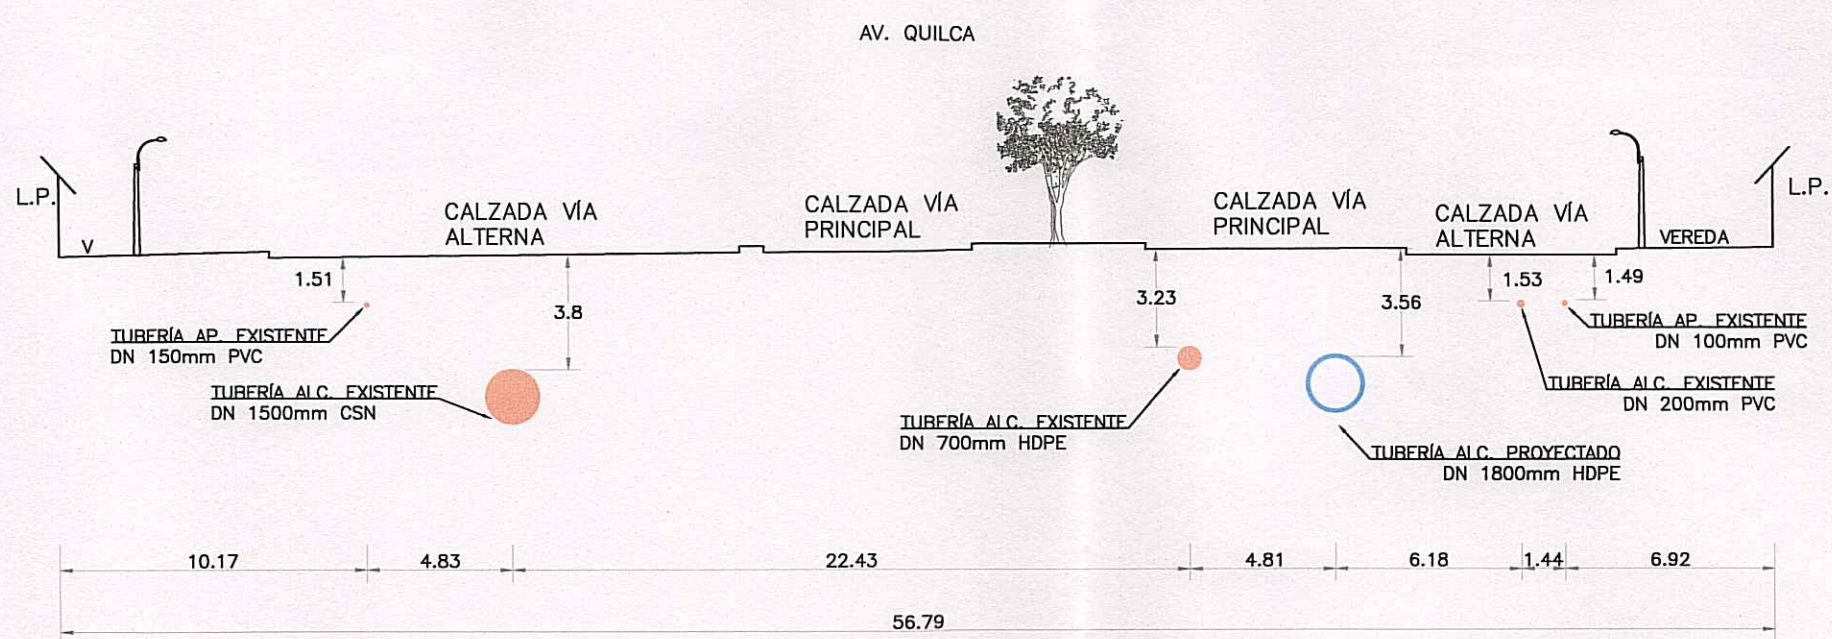 AV. QUILCA
L.P.
V
CALZADA VÍA
ALTERNA
CALZADA VÍA
PRINCIPAL
CALZADA VÍA
PRINCIPAL
CALZADA VÍA
ALTERNA
VEREDA
L.P.
1.51
3.8
3.23
3.56
1.53
1.49
TUBERÍA AP. EXISTENTE
DN 150mm PVC
TUBERÍA ALC. EXISTENTE
DN 1500mm CSN
TUBERÍA ALC. EXISTENTE
DN 700mm HDPE
TUBERÍA ALC. PROYECTADO
DN 1800mm HDPE
TUBERÍA AP. EXISTENTE
DN 100mm PVC
TUBERÍA ALC. EXISTENTE
DN 200mm PVC
10.17
4.83
22.43
4.81
6.18
1.44
6.92
56.79